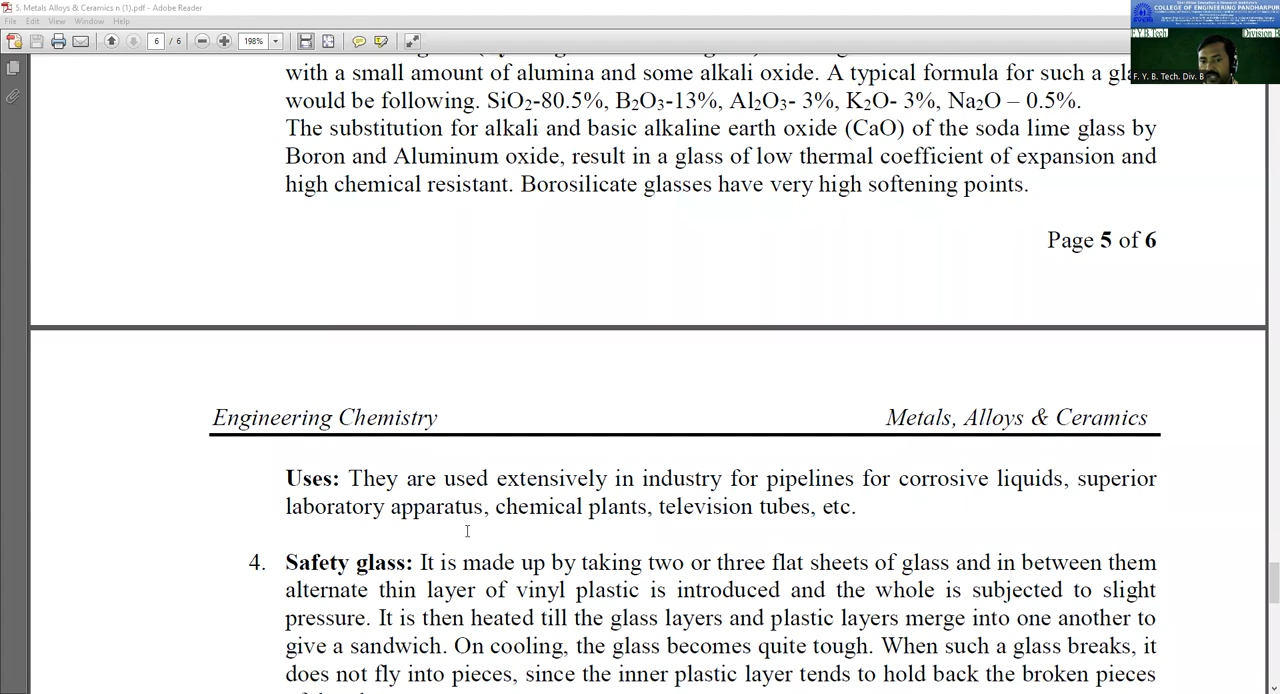 5. Metals Alloys & Ceramics n (1).pdf - Adobe Reader
File Edit View Window Help
6 / 6 198%
COLLEGE OF ENGINEERING PANDHARPUR
F.Y.B.Tech Division B
F. Y. B. Tech. Div. B
with a small amount of alumina and some alkali oxide. A typical formula for such a
would be following. SiO₂-80.5%, B₂O₃-13%, Al₂O₃- 3%, K₂O- 3%, Na₂O – 0.5%.
The substitution for alkali and basic alkaline earth oxide (CaO) of the soda lime glass by
Boron and Aluminum oxide, result in a glass of low thermal coefficient of expansion and
high chemical resistant. Borosilicate glasses have very high softening points.
Page 5 of 6
Engineering Chemistry Metals, Alloys & Ceramics
Uses: They are used extensively in industry for pipelines for corrosive liquids, superior
laboratory apparatus, chemical plants, television tubes, etc.
4. Safety glass: It is made up by taking two or three flat sheets of glass and in between them
alternate thin layer of vinyl plastic is introduced and the whole is subjected to slight
pressure. It is then heated till the glass layers and plastic layers merge into one another to
give a sandwich. On cooling, the glass becomes quite tough. When such a glass breaks, it
does not fly into pieces, since the inner plastic layer tends to hold back the broken pieces